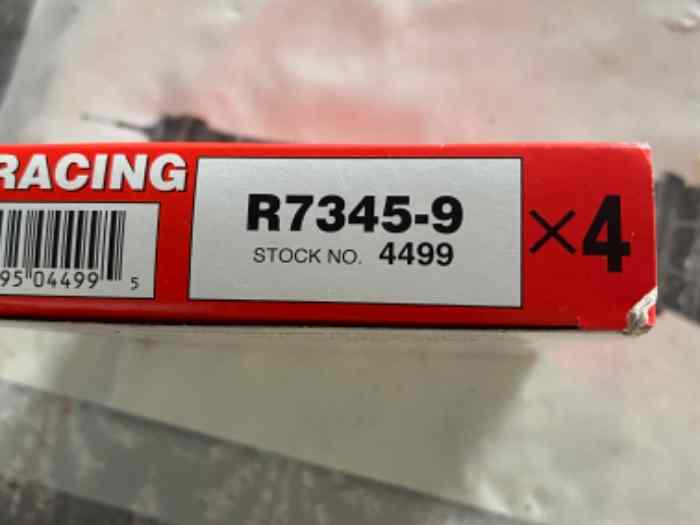 RACING
R7345-9
STOCK NO. 4499
×4
95 04499 5